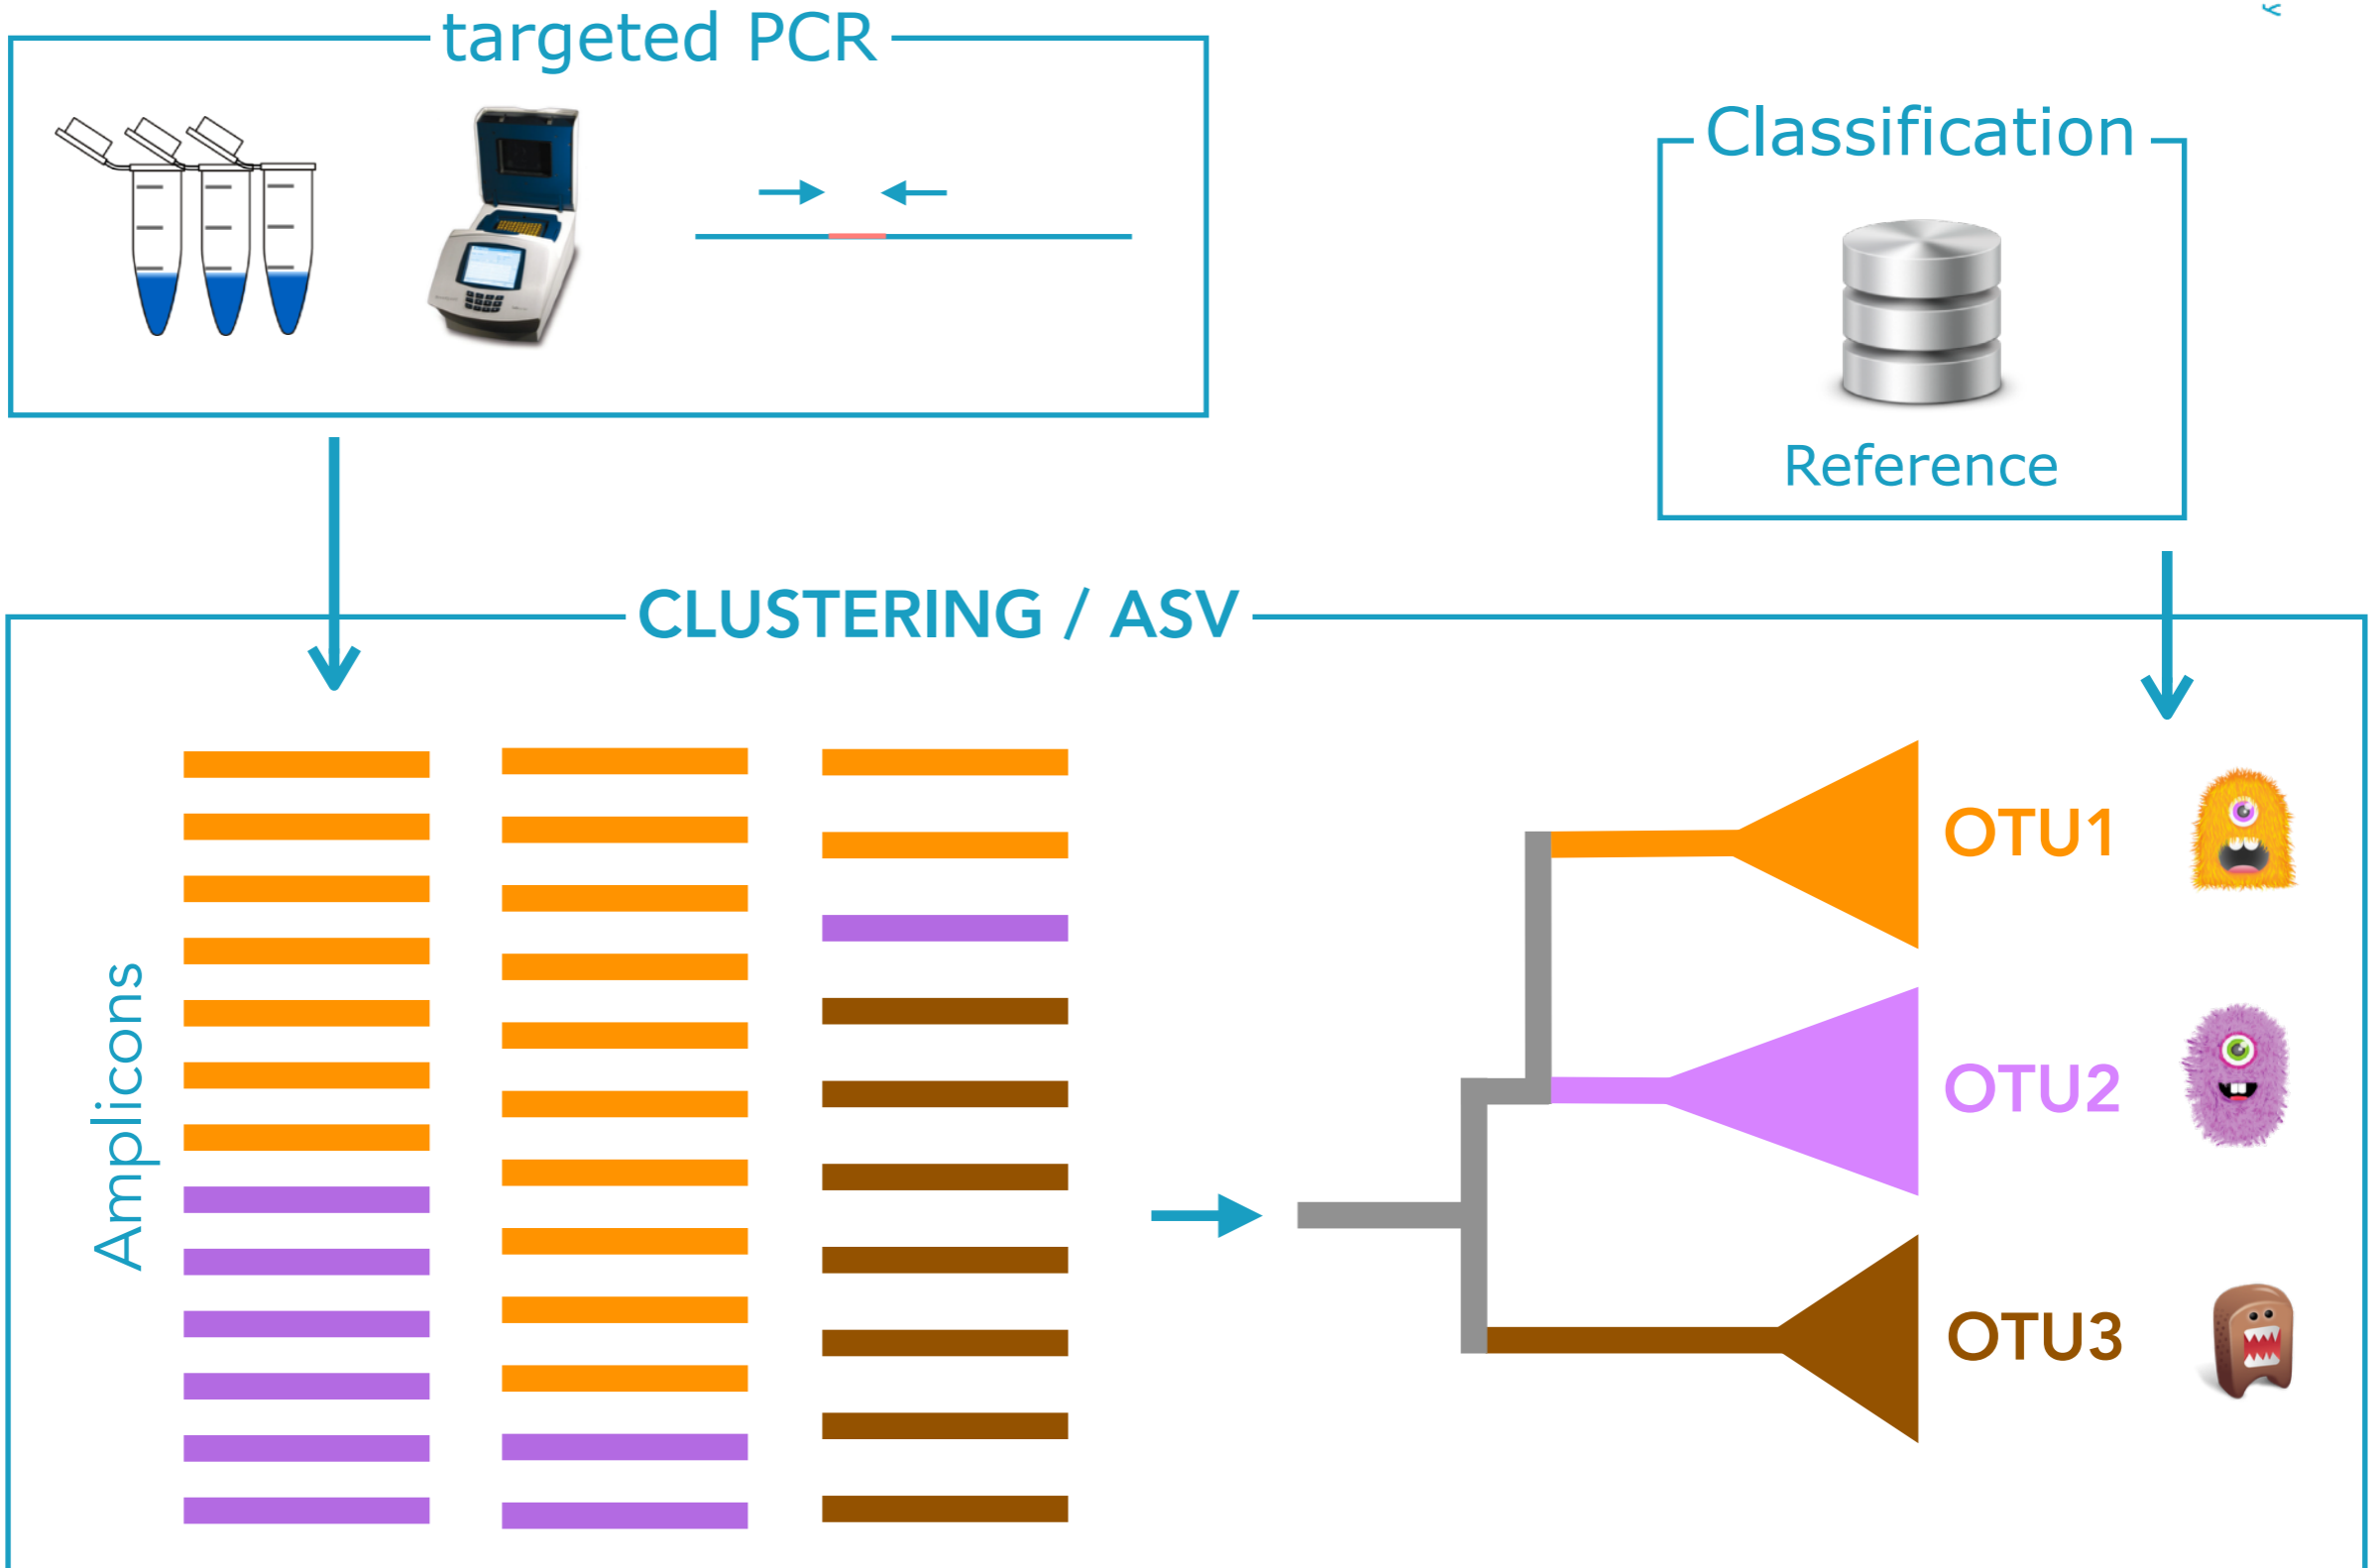 targeted PCR
Classification
Reference
CLUSTERING / ASV
Amplicons
OTU1
OTU2
OTU3